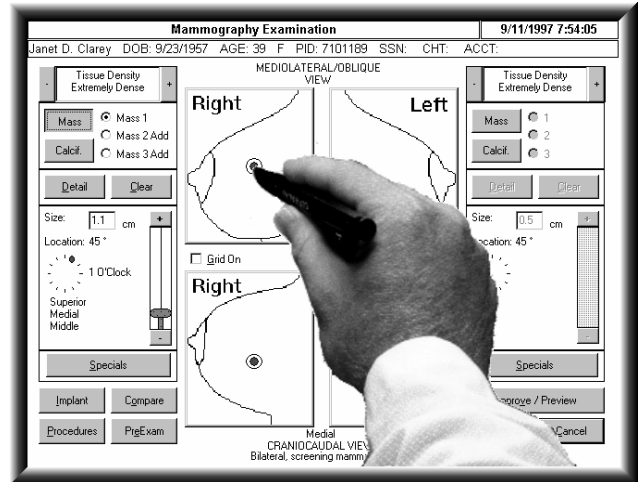 Mammography Examination
9/11/1997 7:54:05
Janet D. Clarey DOB: 9/23/1957 AGE: 39 F PID: 7101189 SSN: CHT: ACCT:
- Tissue Density +
Extremely Dense
Mass
Mass 1
Mass 2 Add
Calcif.
Mass 3 Add
Detail
Clear
Size: 1.1 cm +
Location: 45 °
1 O'Clock
Superior
Medial
Middle
-
Specials
Implant
Compare
Procedures
PreExam
MEDIOLATERAL/OBLIQUE
VIEW
Right
Left
Grid On
Right
Medial
CRANIOCAUDAL VIEW
Bilateral, screening
- Tissue Density +
Extremely Dense
Mass
1
2
Calcif.
3
Detail
Clear
Size: 0.5 cm +
45 °
-
Specials
/ Preview
Cancel